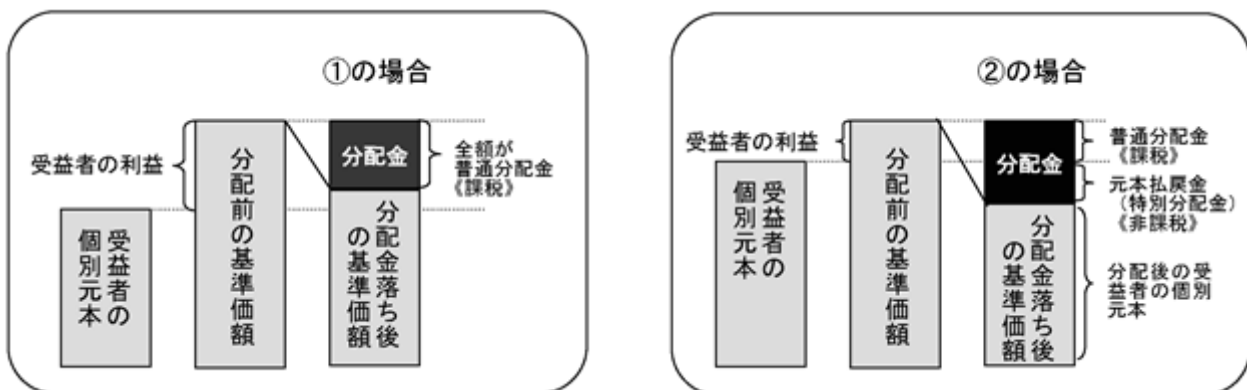 ①の場合
受益者の利益
受益者の
個別元本
分配前の基準価額
分配金
分配金落ち後
の基準価額
全額が
普通分配金
《課税》
②の場合
受益者の利益
受益者の
個別元本
分配前の基準価額
分配金
分配金落ち後
の基準価額
普通分配金
《課税》
元本払戻金
(特別分配金)
《非課税》
分配後の受
益者の個別
元本